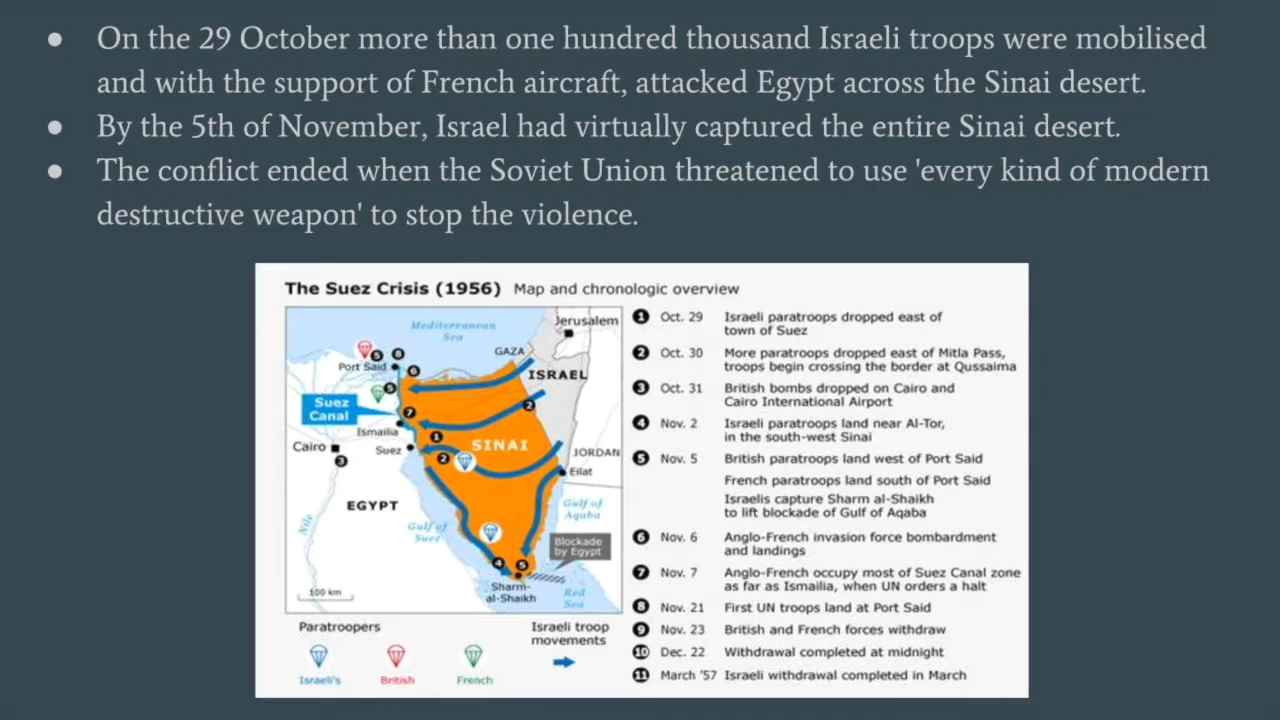 ● On the 29 October more than one hundred thousand Israeli troops were mobilised
and with the support of French aircraft, attacked Egypt across the Sinai desert.
● By the 5th of November, Israel had virtually captured the entire Sinai desert.
● The conflict ended when the Soviet Union threatened to use 'every kind of modern
destructive weapon' to stop the violence.
The Suez Crisis (1956) Map and chronologic overview
Mediterranean
Sea
Jerusalem
GAZA
ISRAEL
5 8
Port Said
6
5
Suez
Canal
7
2
Ismailia
1
SINAI
Cairo
Suez
2
JORDAN
3
Eilat
EGYPT
Nile
Gulf of
Suez
Gulf of
Aqaba
Blockade
by Egypt
4
5
Sharm-
al-Shaikh
Red
Sea
100 km
Paratroopers
Israeli's
British
French
Israeli troop
movements
1 Oct. 29 Israeli paratroops dropped east of
town of Suez
2 Oct. 30 More paratroops dropped east of Mitla Pass,
troops begin crossing the border at Qussaima
3 Oct. 31 British bombs dropped on Cairo and
Cairo International Airport
4 Nov. 2 Israeli paratroops land near Al-Tor,
in the south-west Sinai
5 Nov. 5 British paratroops land west of Port Said
French paratroops land south of Port Said
Israelis capture Sharm al-Shaikh
to lift blockade of Gulf of Aqaba
6 Nov. 6 Anglo-French invasion force bombardment
and landings
7 Nov. 7 Anglo-French occupy most of Suez Canal zone
as far as Ismailia, when UN orders a halt
8 Nov. 21 First UN troops land at Port Said
9 Nov. 23 British and French forces withdraw
10 Dec. 22 Withdrawal completed at midnight
11 March '57 Israeli withdrawal completed in March